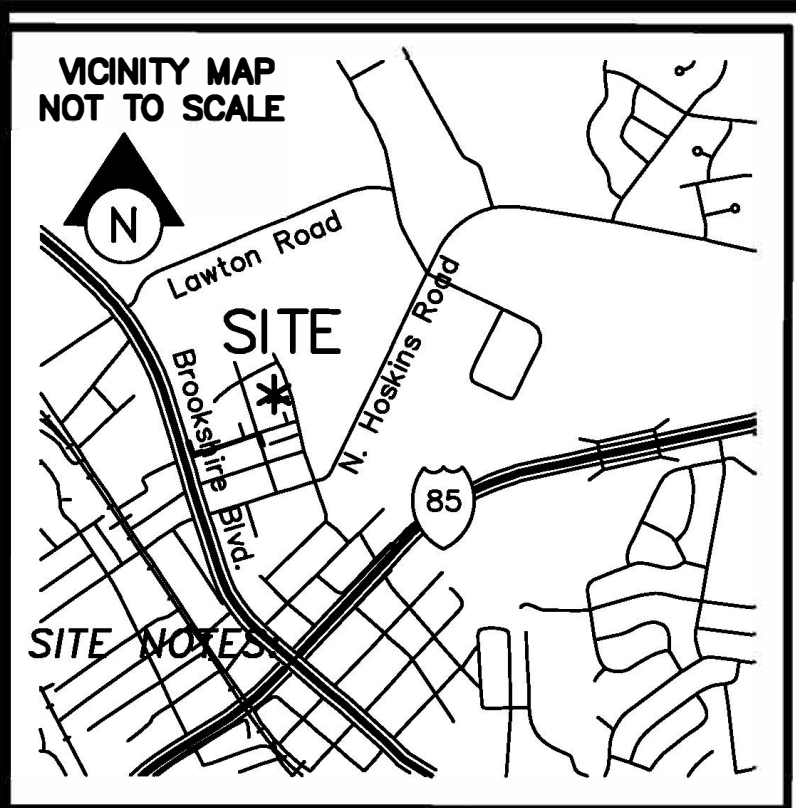 VICINITY MAP
NOT TO SCALE
N
Lawton Road
SITE
N. Hoskins Road
Brookshire Blvd.
85
SITE NOTES: